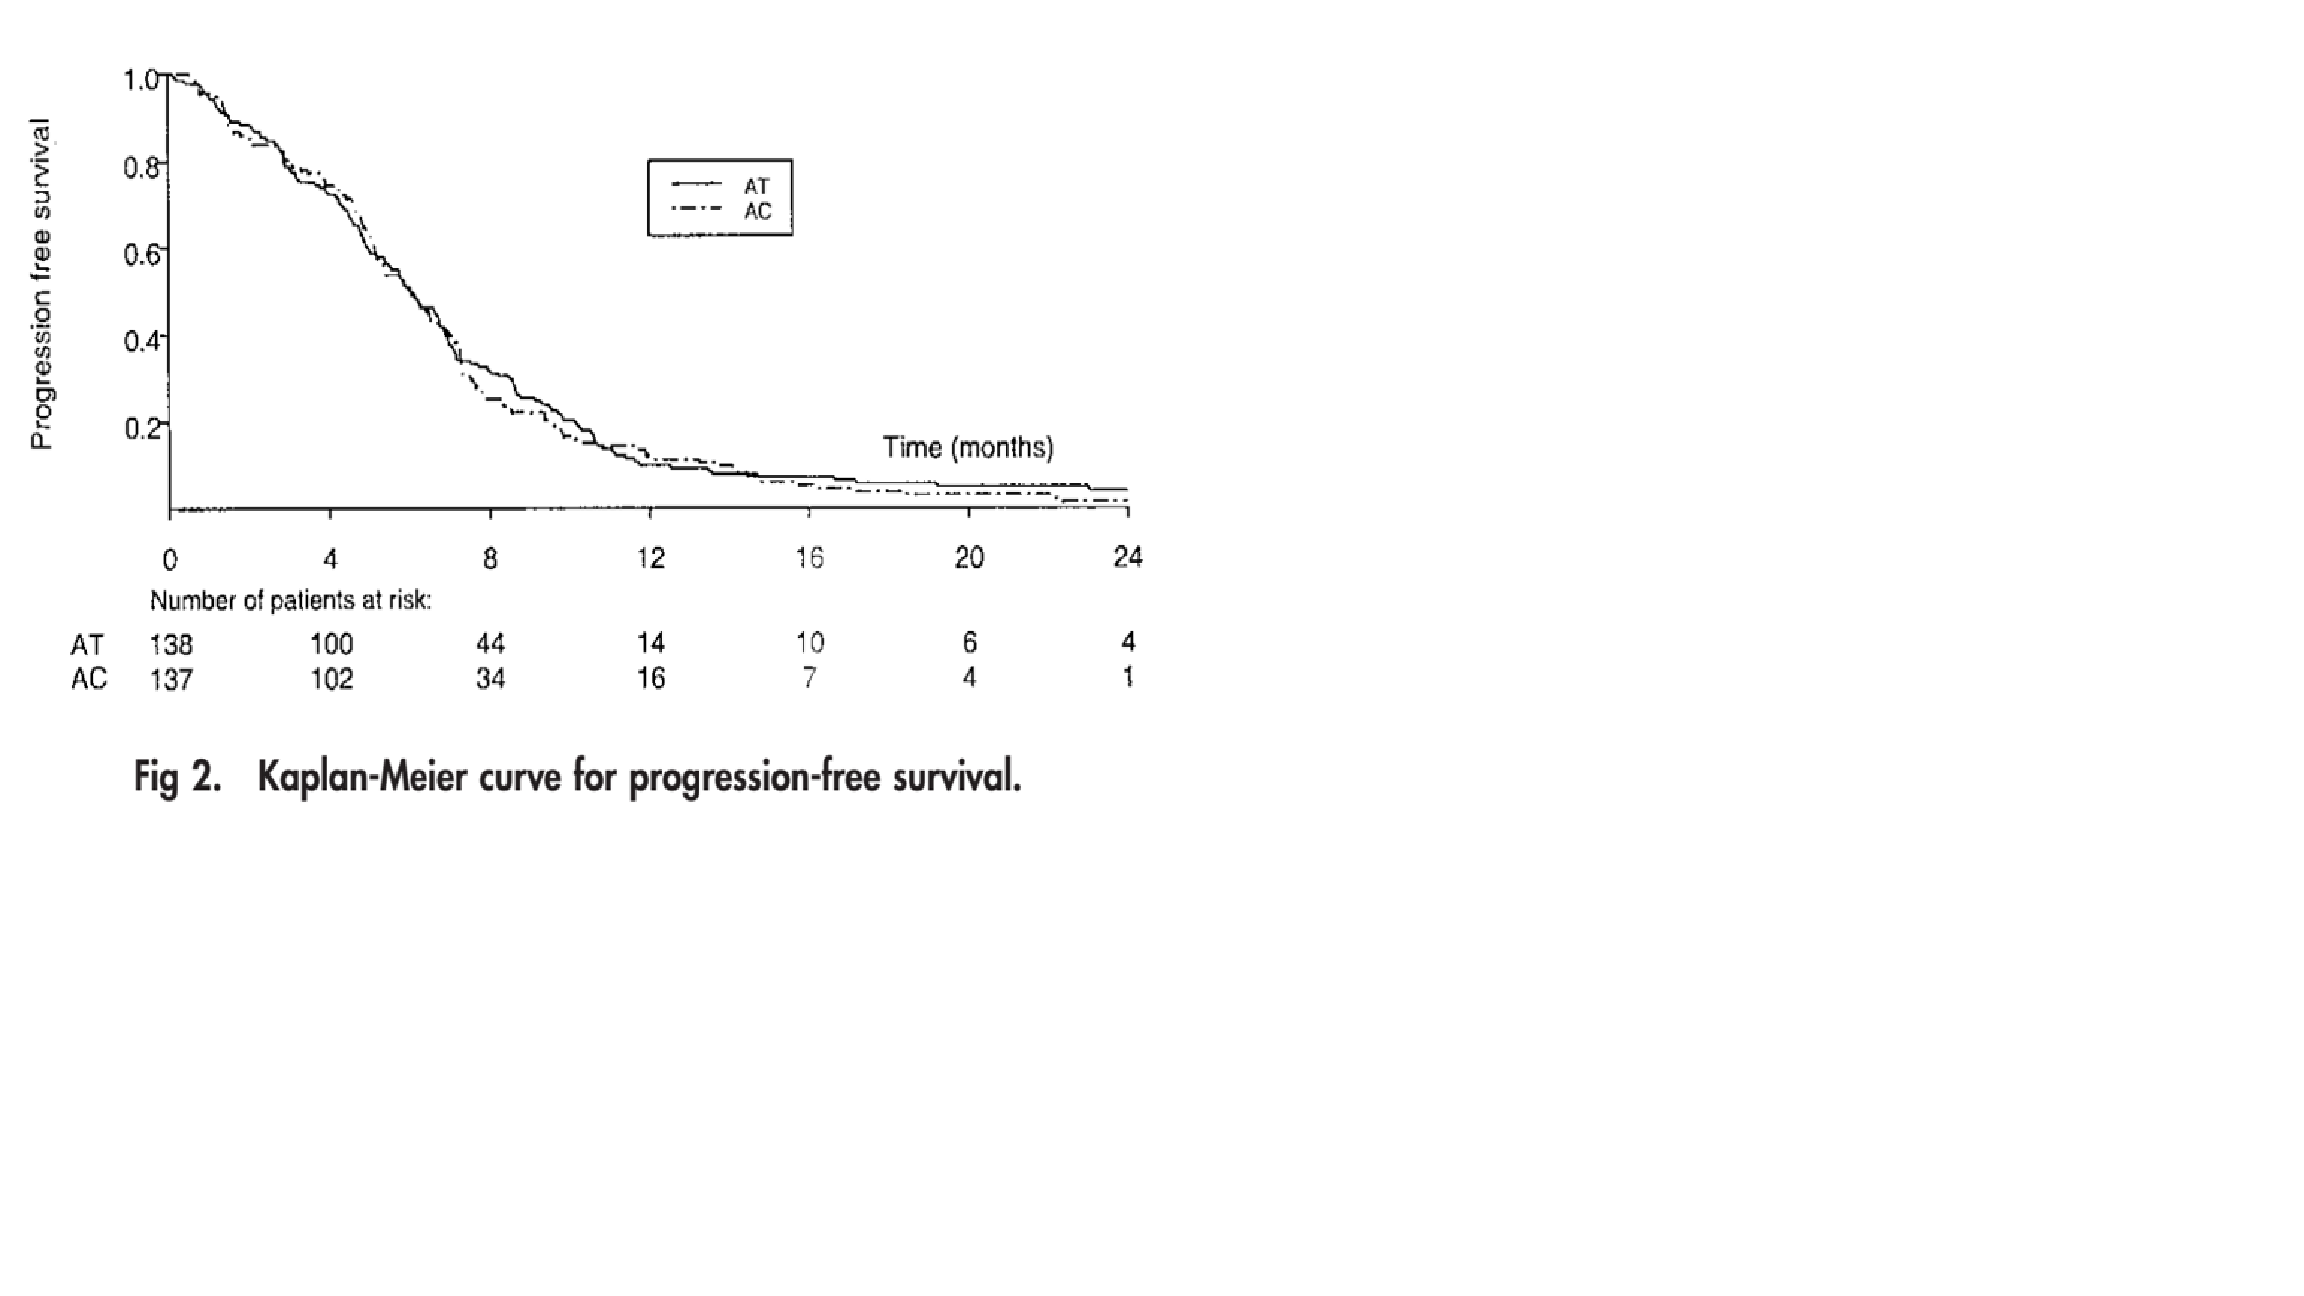 Progression free survival
1.0
0.8
0.6
0.4
0.2
AT
AC
Time (months)
0 4 8 12 16 20 24
Number of patients at risk:
AT 138 100 44 14 10 6 4
AC 137 102 34 16 7 4 1
Fig 2. Kaplan-Meier curve for progression-free survival.